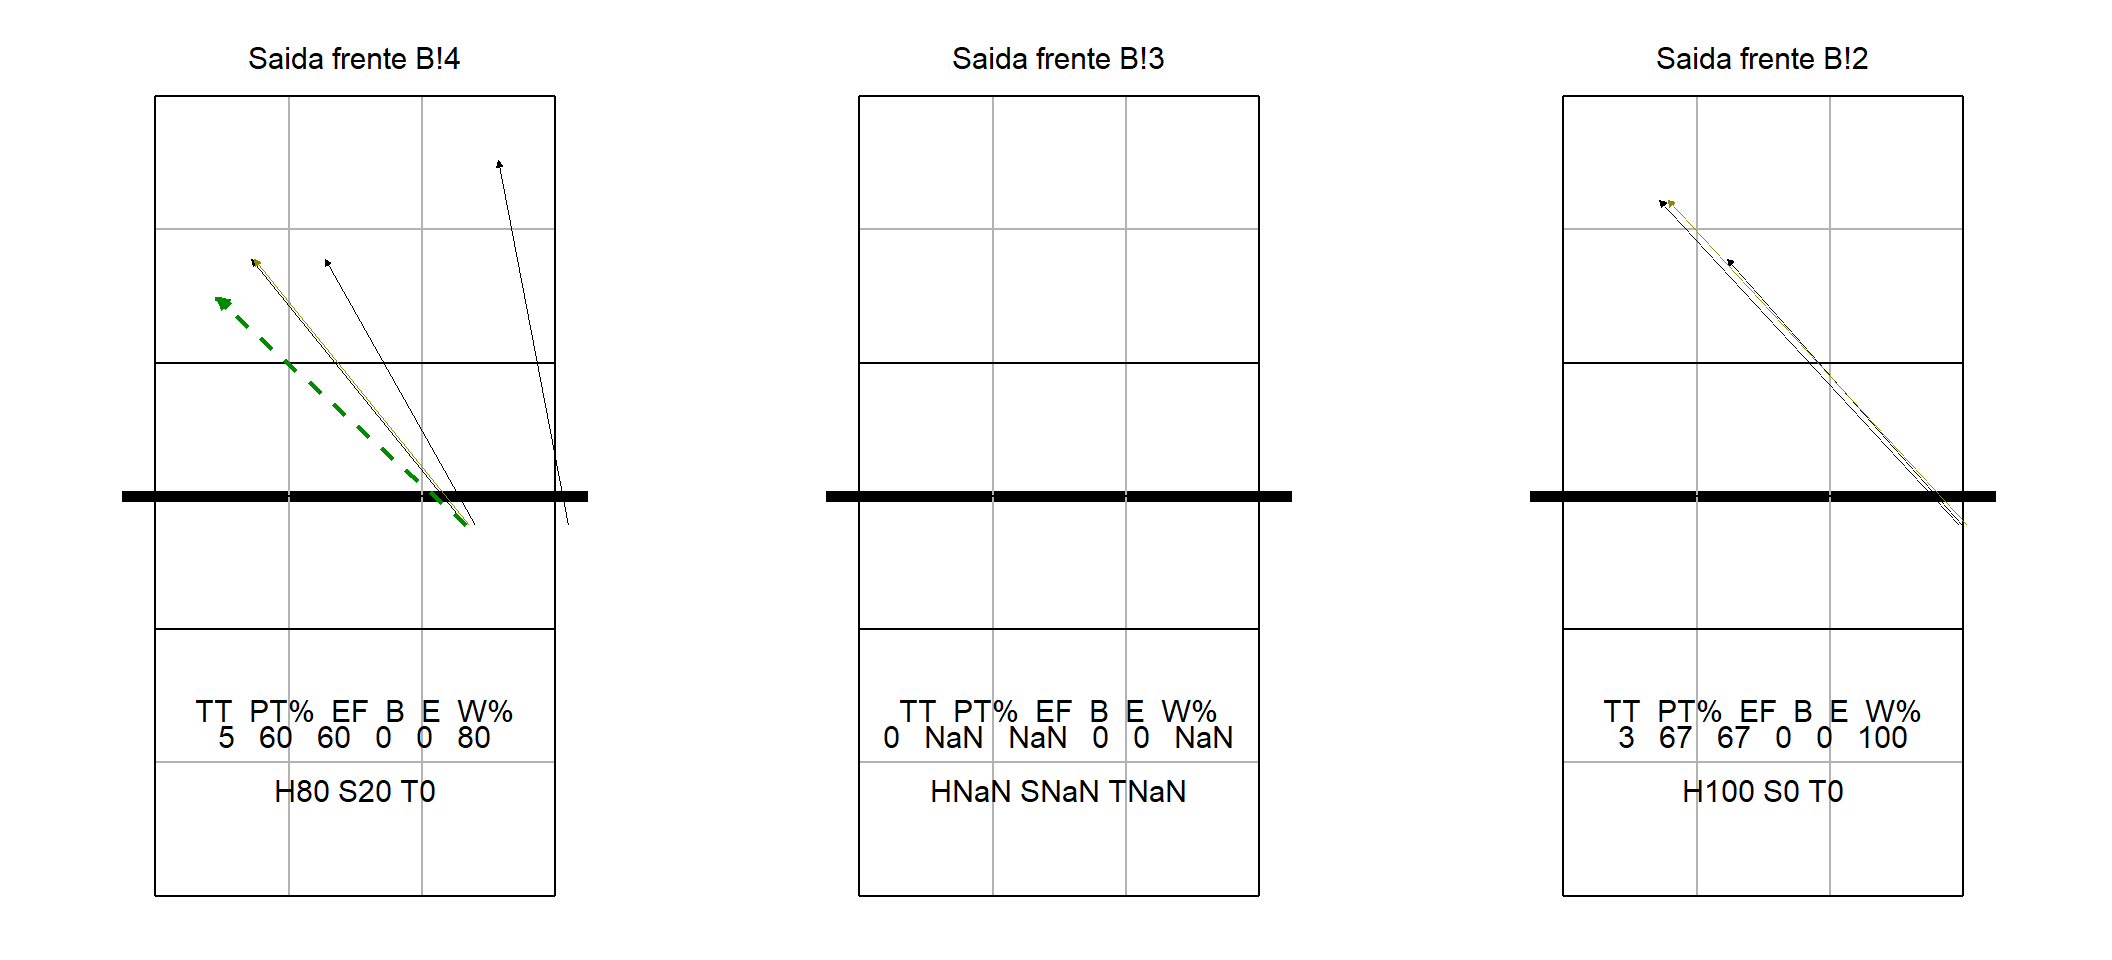 Saida frente B!4
TT PT% EF B E W%
5 60 60 0 0 80
H80 S20 T0
Saida frente B!3
TT PT% EF B E W%
0 NaN NaN 0 0 NaN
HNaN SNaN TNaN
Saida frente B!2
TT PT% EF B E W%
3 67 67 0 0 100
H100 S0 T0